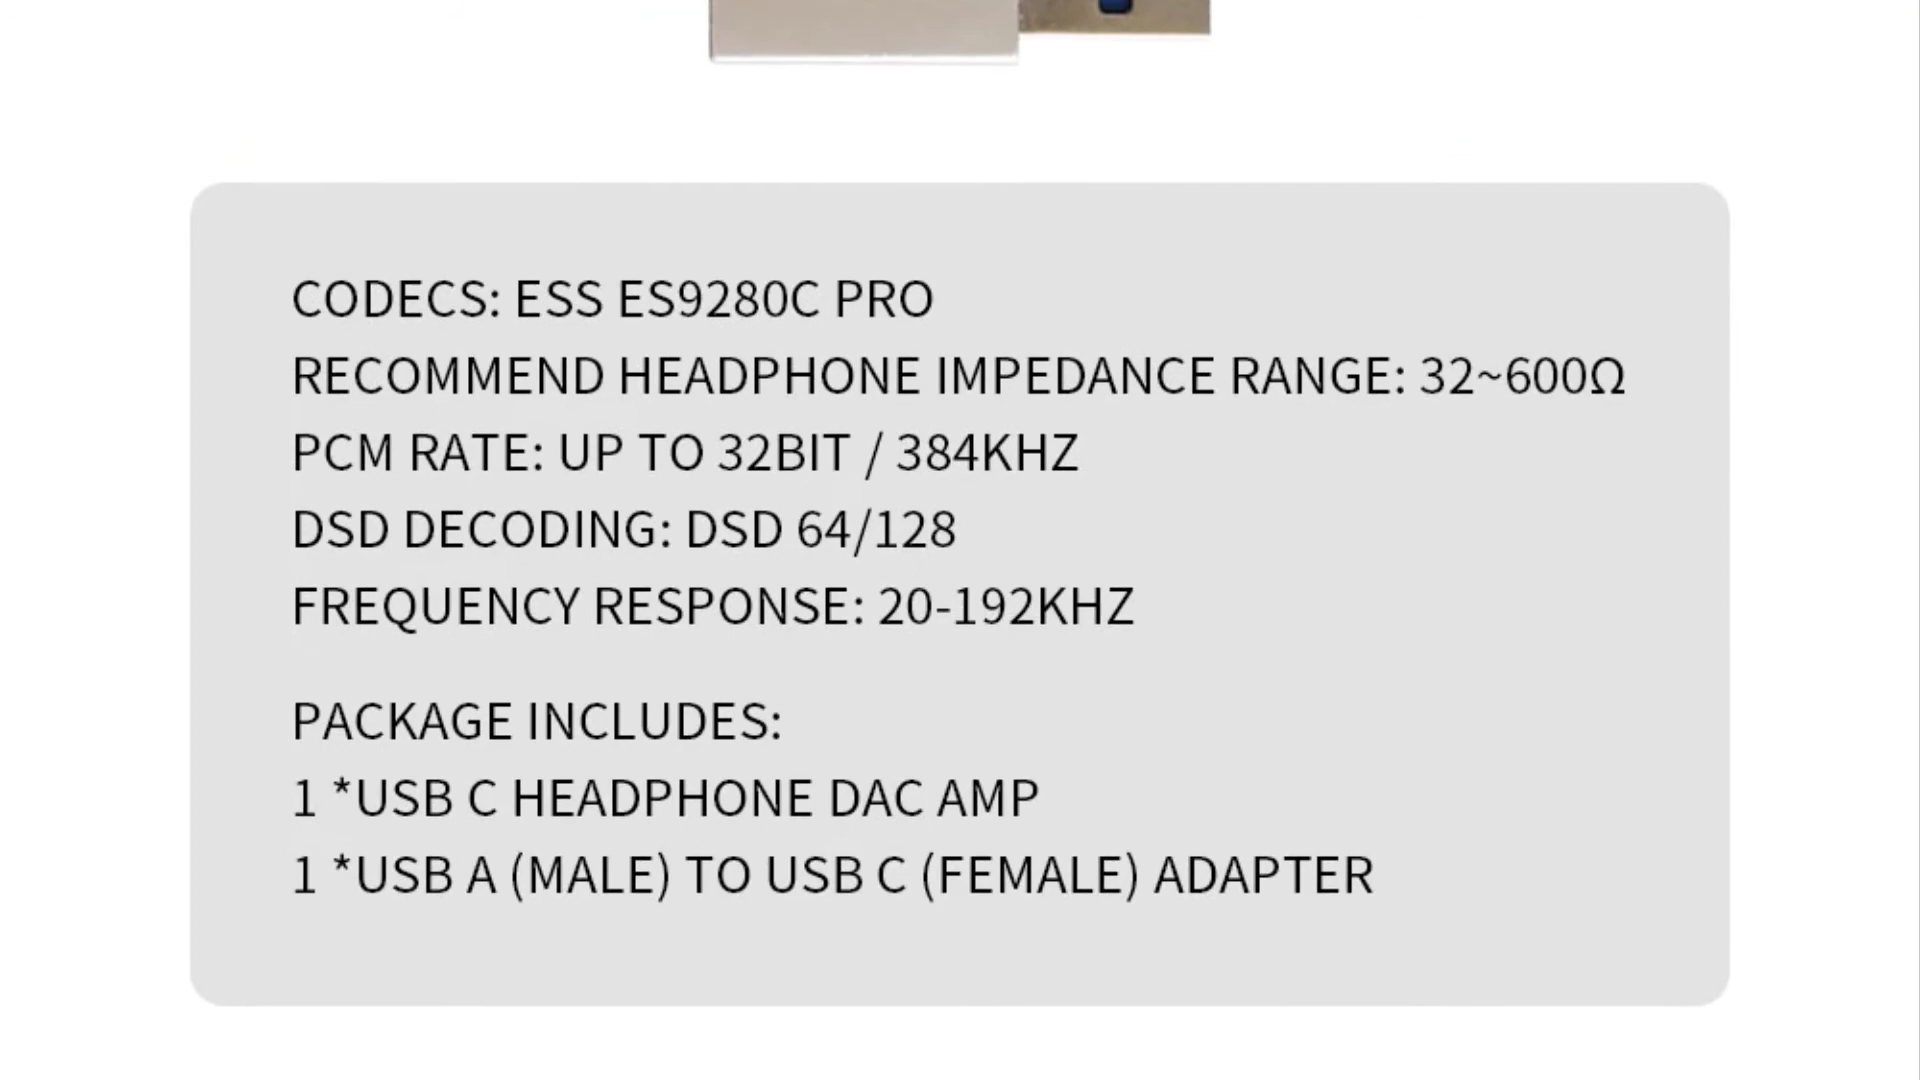 CODECS: ESS ES9280C PRO
RECOMMEND HEADPHONE IMPEDANCE RANGE: 32~600Ω
PCM RATE: UP TO 32BIT / 384KHZ
DSD DECODING: DSD 64/128
FREQUENCY RESPONSE: 20-192KHZ
PACKAGE INCLUDES:
1 *USB C HEADPHONE DAC AMP
1 *USB A (MALE) TO USB C (FEMALE) ADAPTER